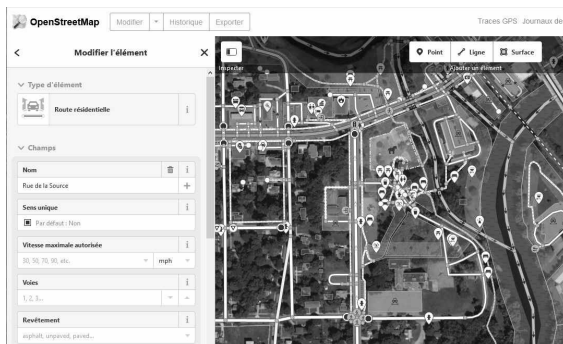 OpenStreetMap
Modifier
Historique
Exporter
Traces GPS Journaux de
Modifier l'élément
Inspecter
Point
Ligne
Surface
Ajouter un élément
Type d'élément
Route résidentielle
Champs
Nom
Rue de la Source
Sens unique
Par défaut : Non
Vitesse maximale autorisée
30, 50, 70, 90, etc.
mph
Voies
1, 2, 3...
Revêtement
asphalt, unpaved, paved...